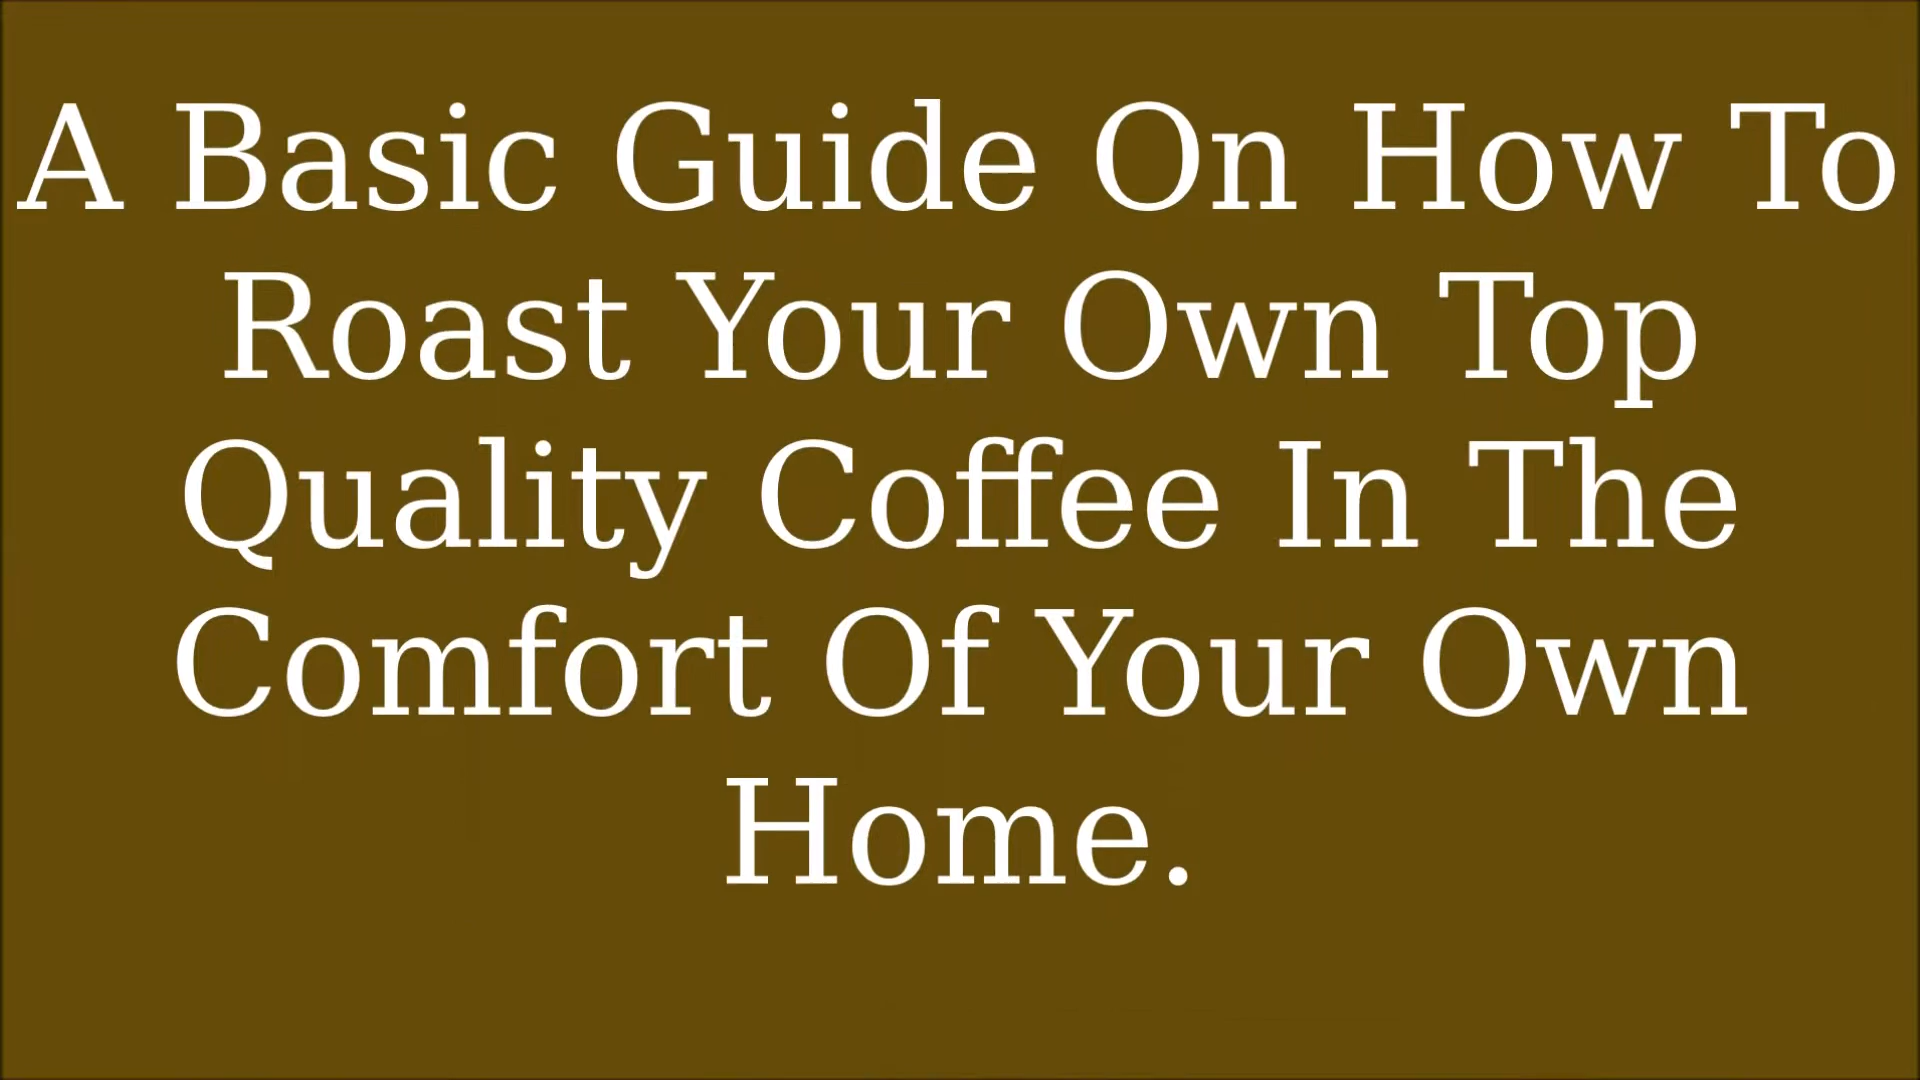 A Basic Guide On How To
Roast Your Own Top
Quality Coffee In The
Comfort Of Your Own
Home.